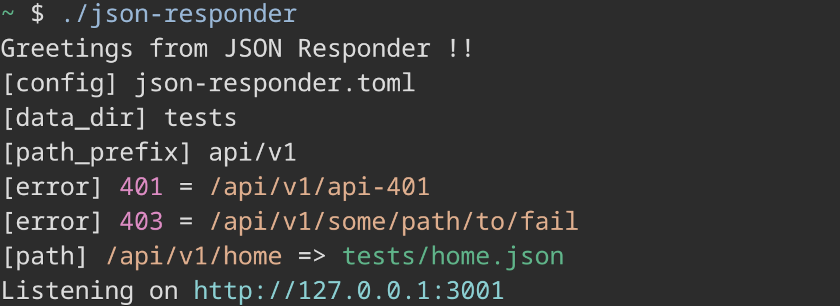 ~ $ ./json-responder
Greetings from JSON Responder !!
[config] json-responder.toml
[data_dir] tests
[path_prefix] api/v1
[error] 401 = /api/v1/api-401
[error] 403 = /api/v1/some/path/to/fail
[path] /api/v1/home => tests/home.json
Listening on http://127.0.0.1:3001